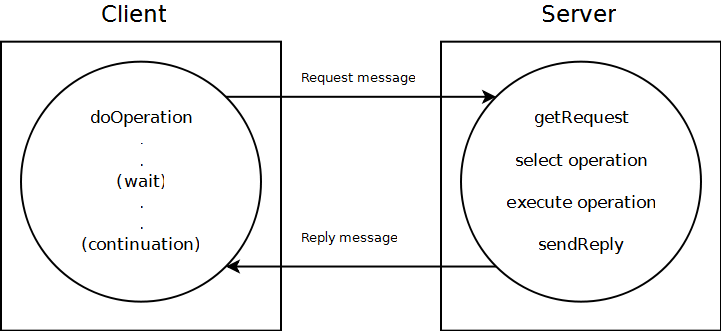 Client
Server
Request message
doOperation
.
.
(wait)
.
.
(continuation)
getRequest
select operation
execute operation
sendReply
Reply message